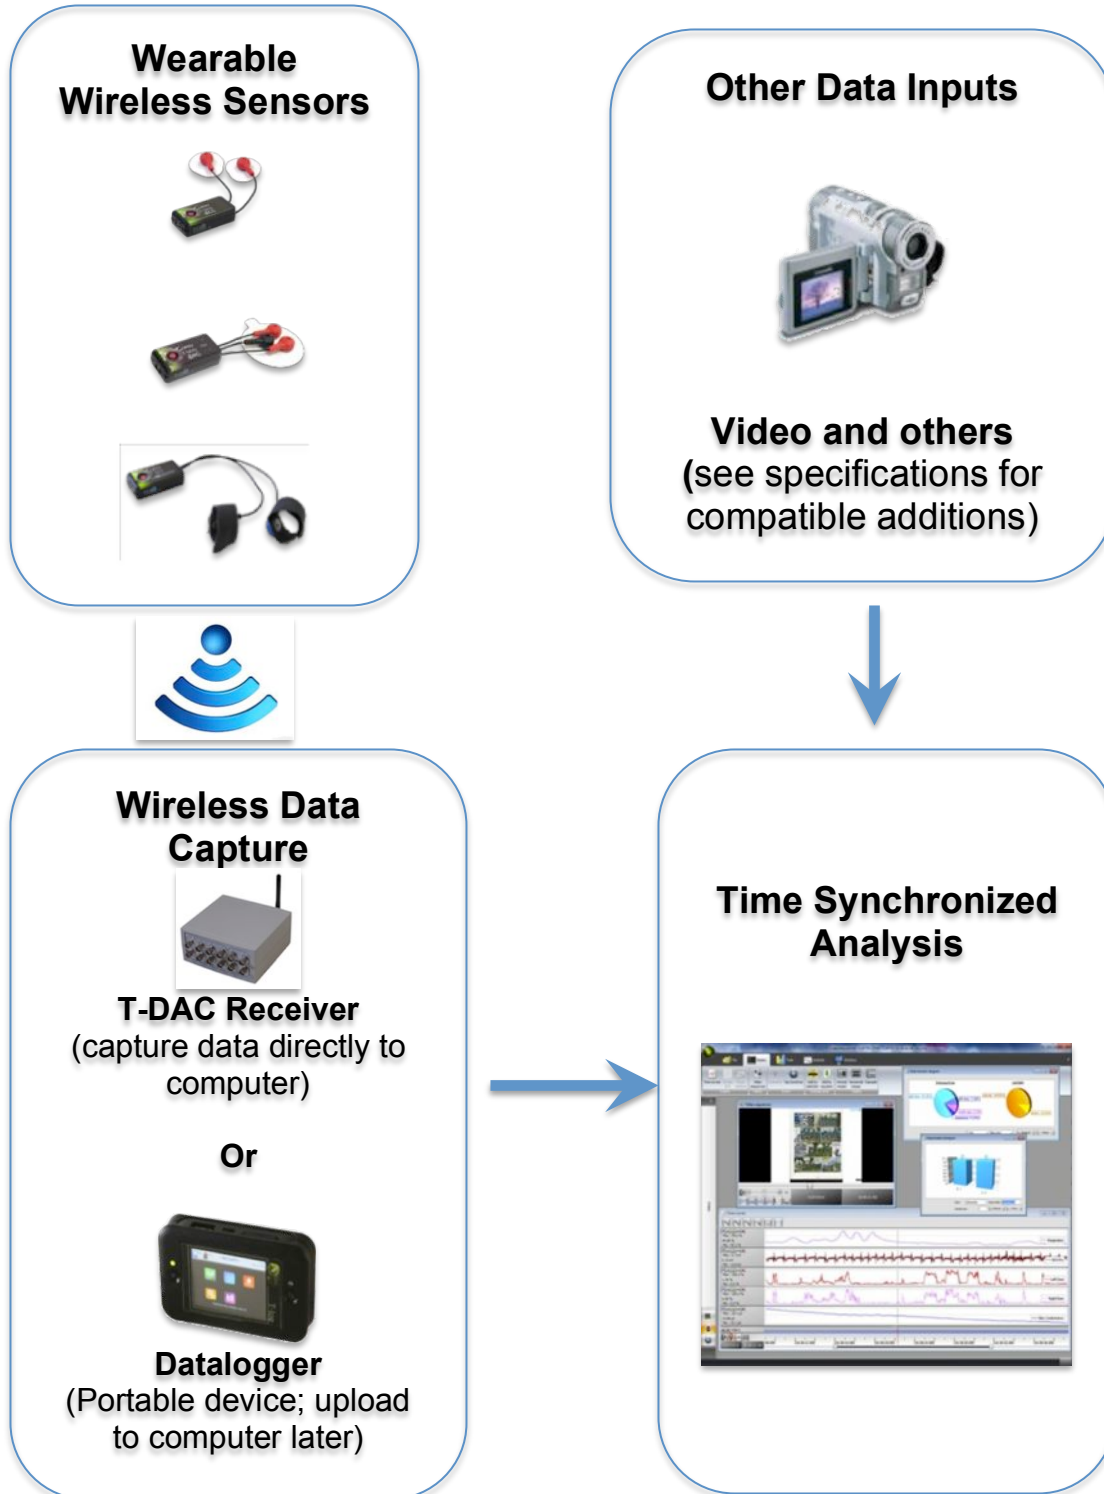 Wearable
Wireless Sensors
Other Data Inputs
Video and others
(see specifications for
compatible additions)
Wireless Data
Capture
T-DAC Receiver
(capture data directly to
computer)
Or
Datalogger
(Portable device; upload
to computer later)
Time Synchronized
Analysis